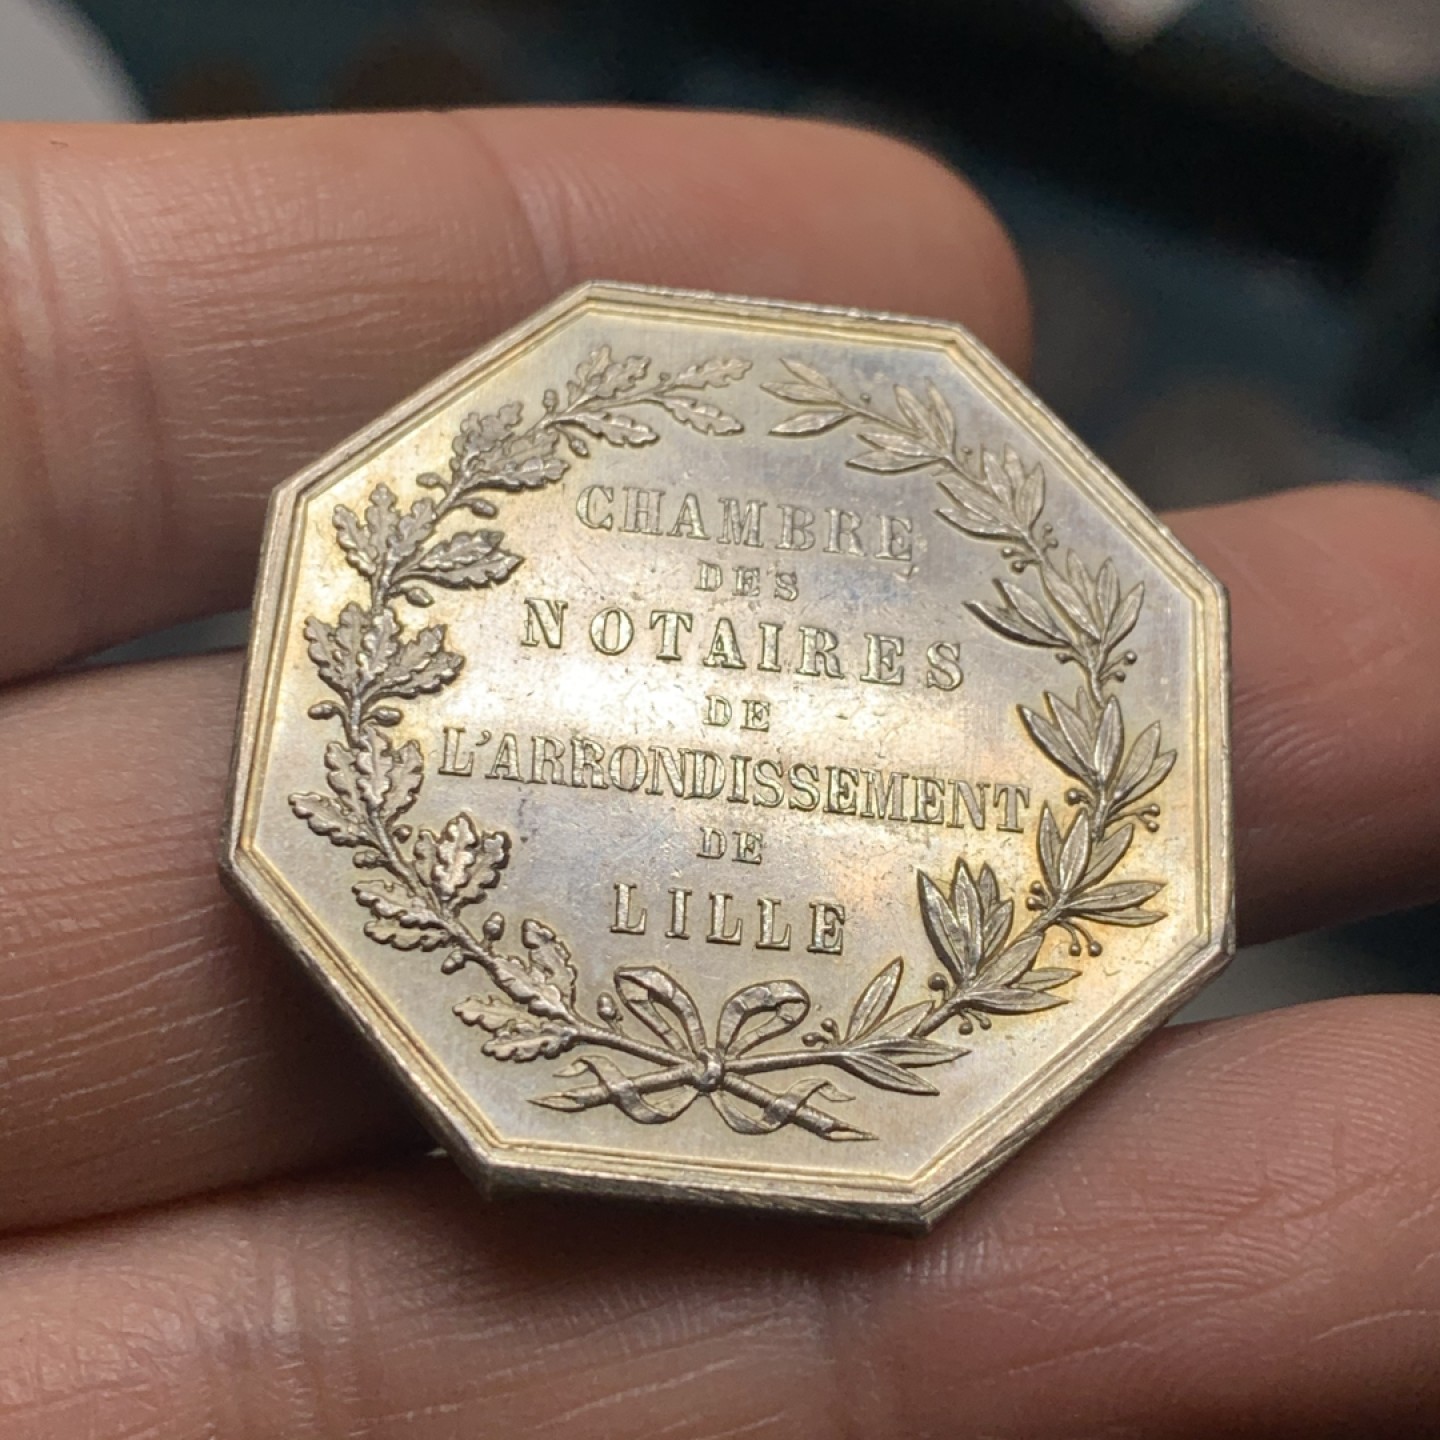 CHAMBRE
DES
NOTAIRES
DE
L'ARRONDISSEMENT
DE
LILLE